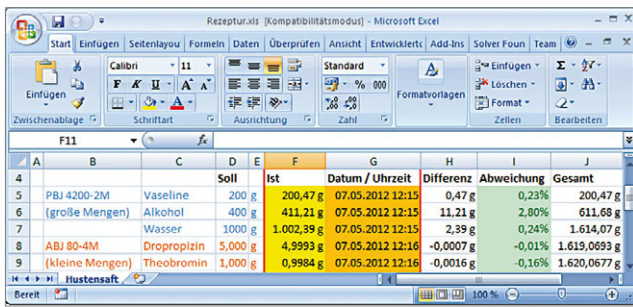 Rezeptur.xls [Kompatibilitätsmodus] - Microsoft Excel
Start Einfügen Seitenlayou Formeln Daten Überprüfen Ansicht Entwicklertc Add-Ins Solver Foun Team
Calibri 11 Standard Einfügen
F K U A A % 000 Löschen
Einfügen Formatvorlagen Format
Zwischenablage Schriftart Ausrichtung Zahl Zellen Bearbeiten
F11 fx
A B C D E F G H I J
4 Soll Ist Datum / Uhrzeit Differenz Abweichung Gesamt
5 PBJ 4200-2M Vaseline 200 g 200,47 g 07.05.2012 12:15 0,47 g 0,23% 200,47 g
6 (große Mengen) Alkohol 400 g 411,21 g 07.05.2012 12:15 11,21 g 2,80% 611,68 g
7 Wasser 1000 g 1.002,39 g 07.05.2012 12:15 2,39 g 0,24% 1.614,07 g
8 ABJ 80-4M Dropropizin 5,000 g 4,9993 g 07.05.2012 12:16 -0,0007 g -0,01% 1.619,0693 g
9 (kleine Mengen) Theobromin 1,000 g 0,9984 g 07.05.2012 12:16 -0,0016 g -0,16% 1.620,0677 g
Hustensaft
Bereit 100 %